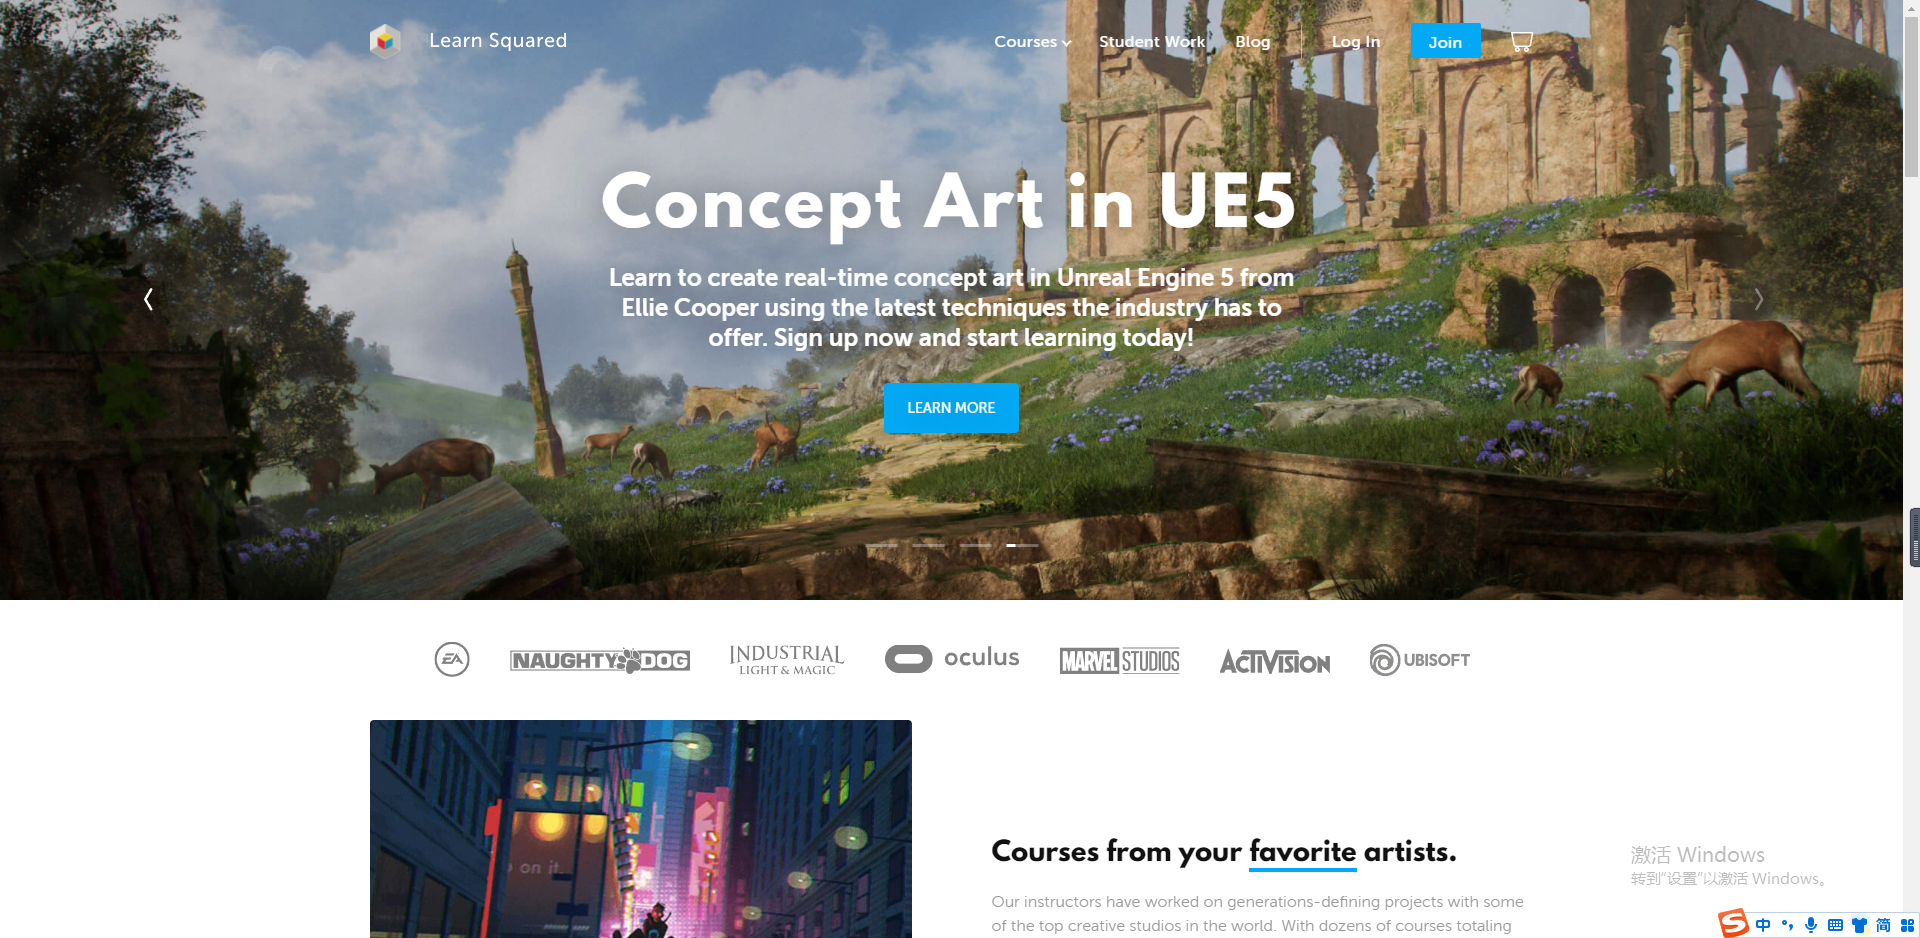 Learn Squared
Courses
Student Work
Blog
Log In
Join
Concept Art in UE5
Learn to create real-time concept art in Unreal Engine 5 from
Ellie Cooper using the latest techniques the industry has to
offer. Sign up now and start learning today!
LEARN MORE
EA
NAUGHTY DOG
INDUSTRIAL
LIGHT & MAGIC
oculus
MARVEL STUDIOS
ACTIVISION
UBISOFT
on it
Courses from your favorite artists.
Our instructors have worked on generations-defining projects with some
of the top creative studios in the world. With dozens of courses totaling
激活 Windows
转到“设置”以激活 Windows。
S 中 简